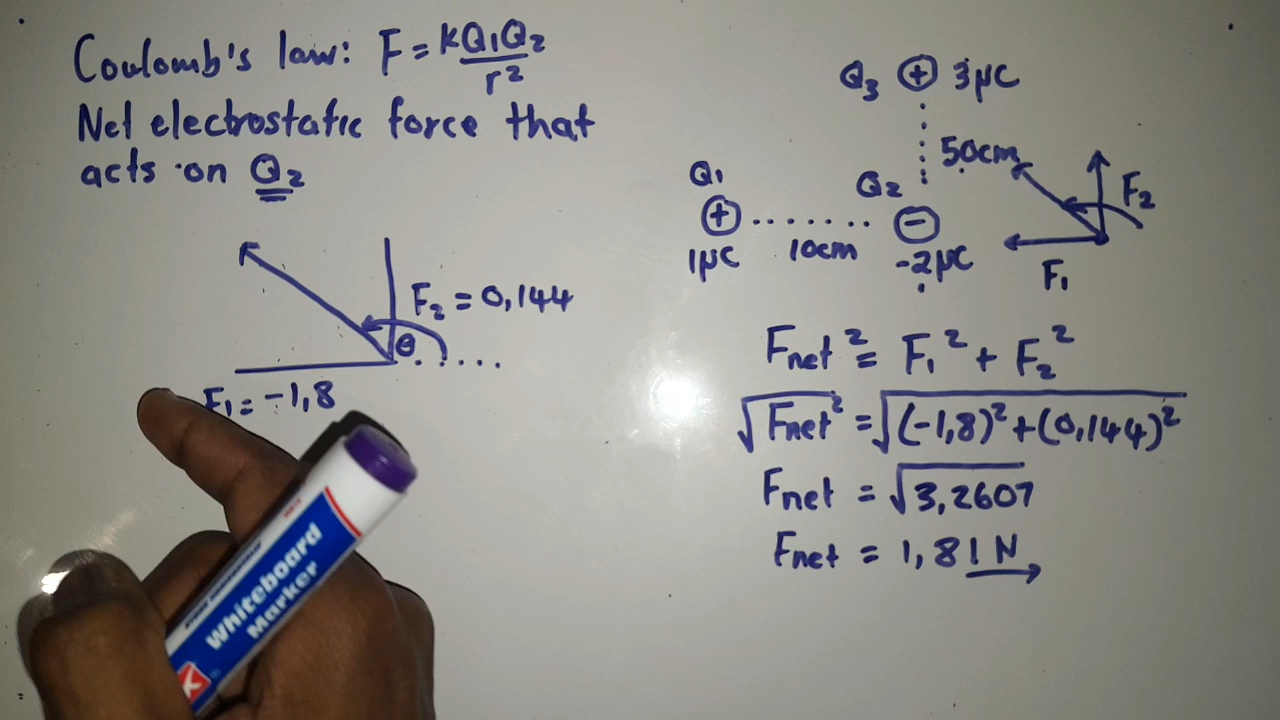 Coulomb's law: F = kQ₁Q₂/r²
Net electrostatic force that
acts on Q₂
F₂ = 0,144
θ
F₁ = -1,8
Whiteboard
Marker
Q₃ + 3μC
50cm
Q₁
Q₂
F₂
+
-
1μC
10cm
-2μC
F₁
Fnet² = F₁² + F₂²
√Fnet² = √(-1,8)² + (0,144)²
Fnet = √3,2607
Fnet = 1,81 N